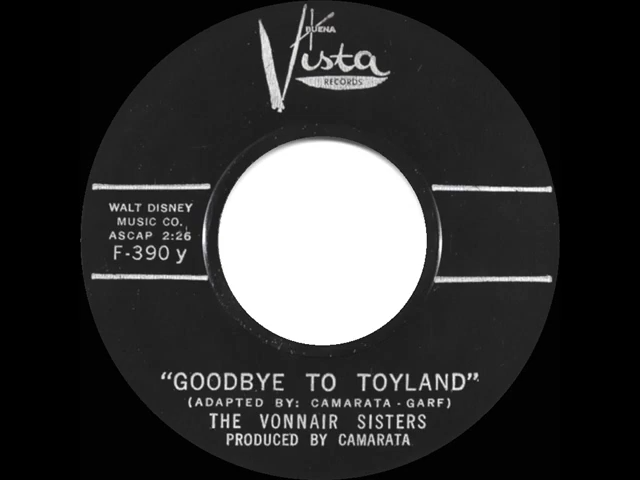 BUENA
Vista
RECORDS
WALT DISNEY
MUSIC CO.
ASCAP 2:26
F-390 y
"GOODBYE TO TOYLAND"
(ADAPTED BY: CAMARATA - GARF)
THE VONNAIR SISTERS
PRODUCED BY CAMARATA